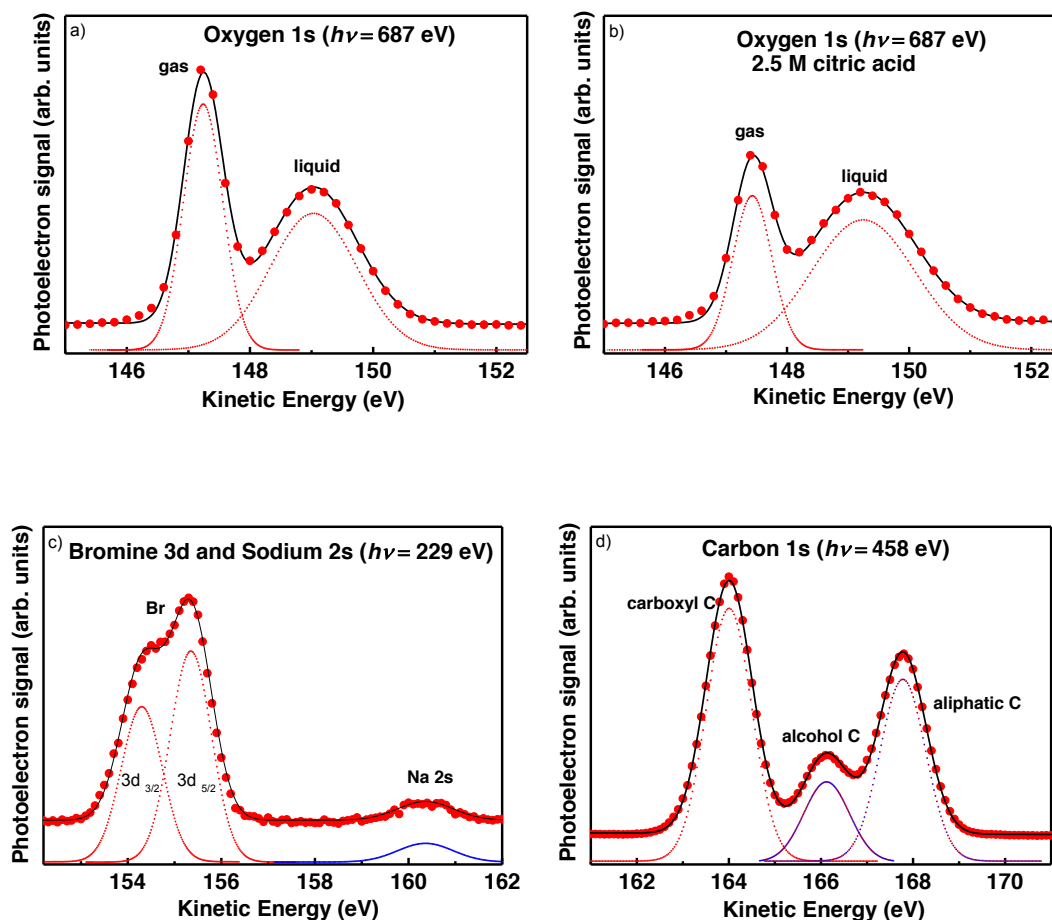 a)
Oxygen 1s (hν = 687 eV)
gas
liquid
Photoelectron signal (arb. units)
146 148 150 152
Kinetic Energy (eV)
b)
Oxygen 1s (hν = 687 eV)
2.5 M citric acid
gas
liquid
Photoelectron signal (arb. units)
146 148 150 152
Kinetic Energy (eV)
c)
Bromine 3d and Sodium 2s (hν = 229 eV)
Br
3d 3/2
3d 5/2
Na 2s
Photoelectron signal (arb. units)
154 156 158 160 162
Kinetic Energy (eV)
d)
Carbon 1s (hν = 458 eV)
carboxyl C
alcohol C
aliphatic C
Photoelectron signal (arb. units)
162 164 166 168 170
Kinetic Energy (eV)